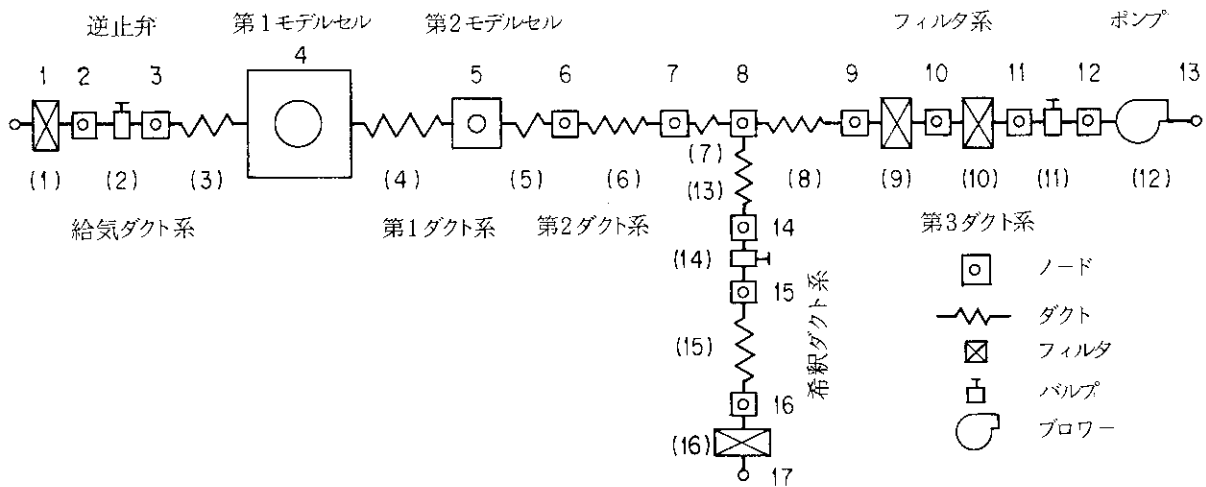 逆止弁 第1モデルセル 第2モデルセル フィルタ系 ポンプ
1 2 3 4 5 6 7 8 9 10 11 12 13
(1) (2) (3) (4) (5) (6) (7) (8) (9) (10) (11) (12)
(13)
給気ダクト系 第1ダクト系 第2ダクト系 第3ダクト系
14
(14)
15
(15)
希釈ダクト系
16
(16)
17
ノード
ダクト
フィルタ
バルブ
ブロワー